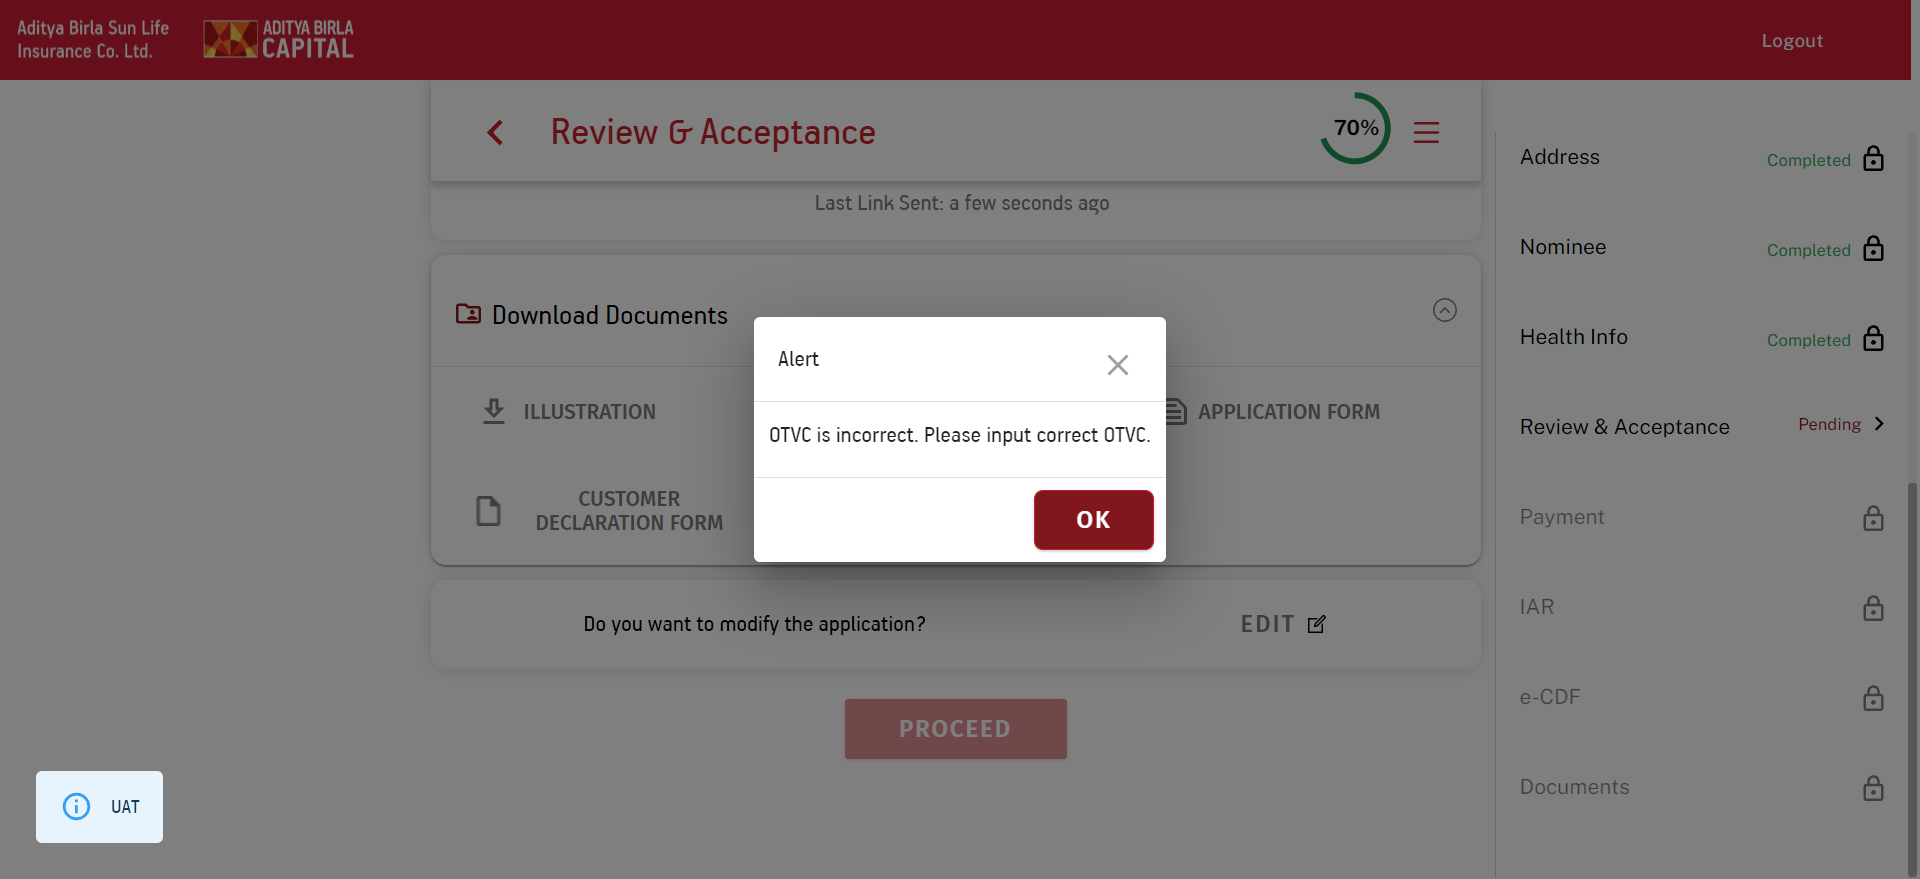 Aditya Birla Sun Life
Insurance Co. Ltd.
ADITYA BIRLA
CAPITAL
Logout
Review & Acceptance
70%
Last Link Sent: a few seconds ago
Download Documents
ILLUSTRATION
APPLICATION FORM
CUSTOMER
DECLARATION FORM
Alert
OTVC is incorrect. Please input correct OTVC.
OK
Do you want to modify the application?
EDIT
PROCEED
UAT
Address
Completed
Nominee
Completed
Health Info
Completed
Review & Acceptance
Pending
Payment
IAR
e-CDF
Documents